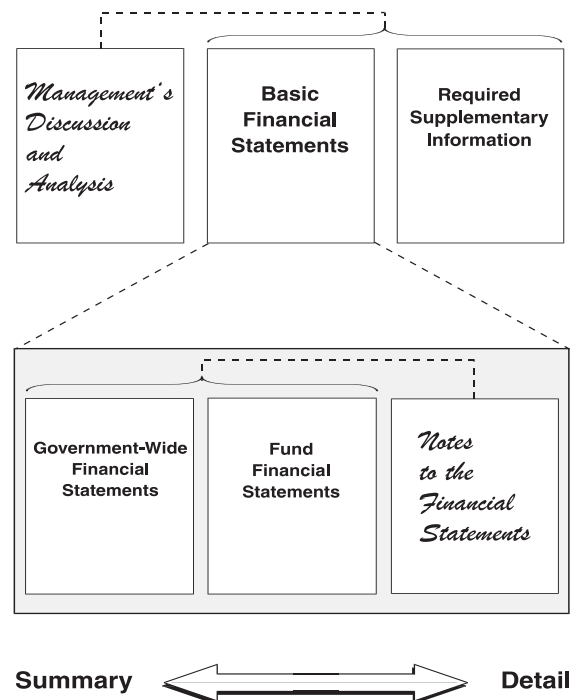 Management's
Discussion
and
Analysis
Basic
Financial
Statements
Required
Supplementary
Information
Government-Wide
Financial
Statements
Fund
Financial
Statements
Notes
to the
Financial
Statements
Summary
Detail